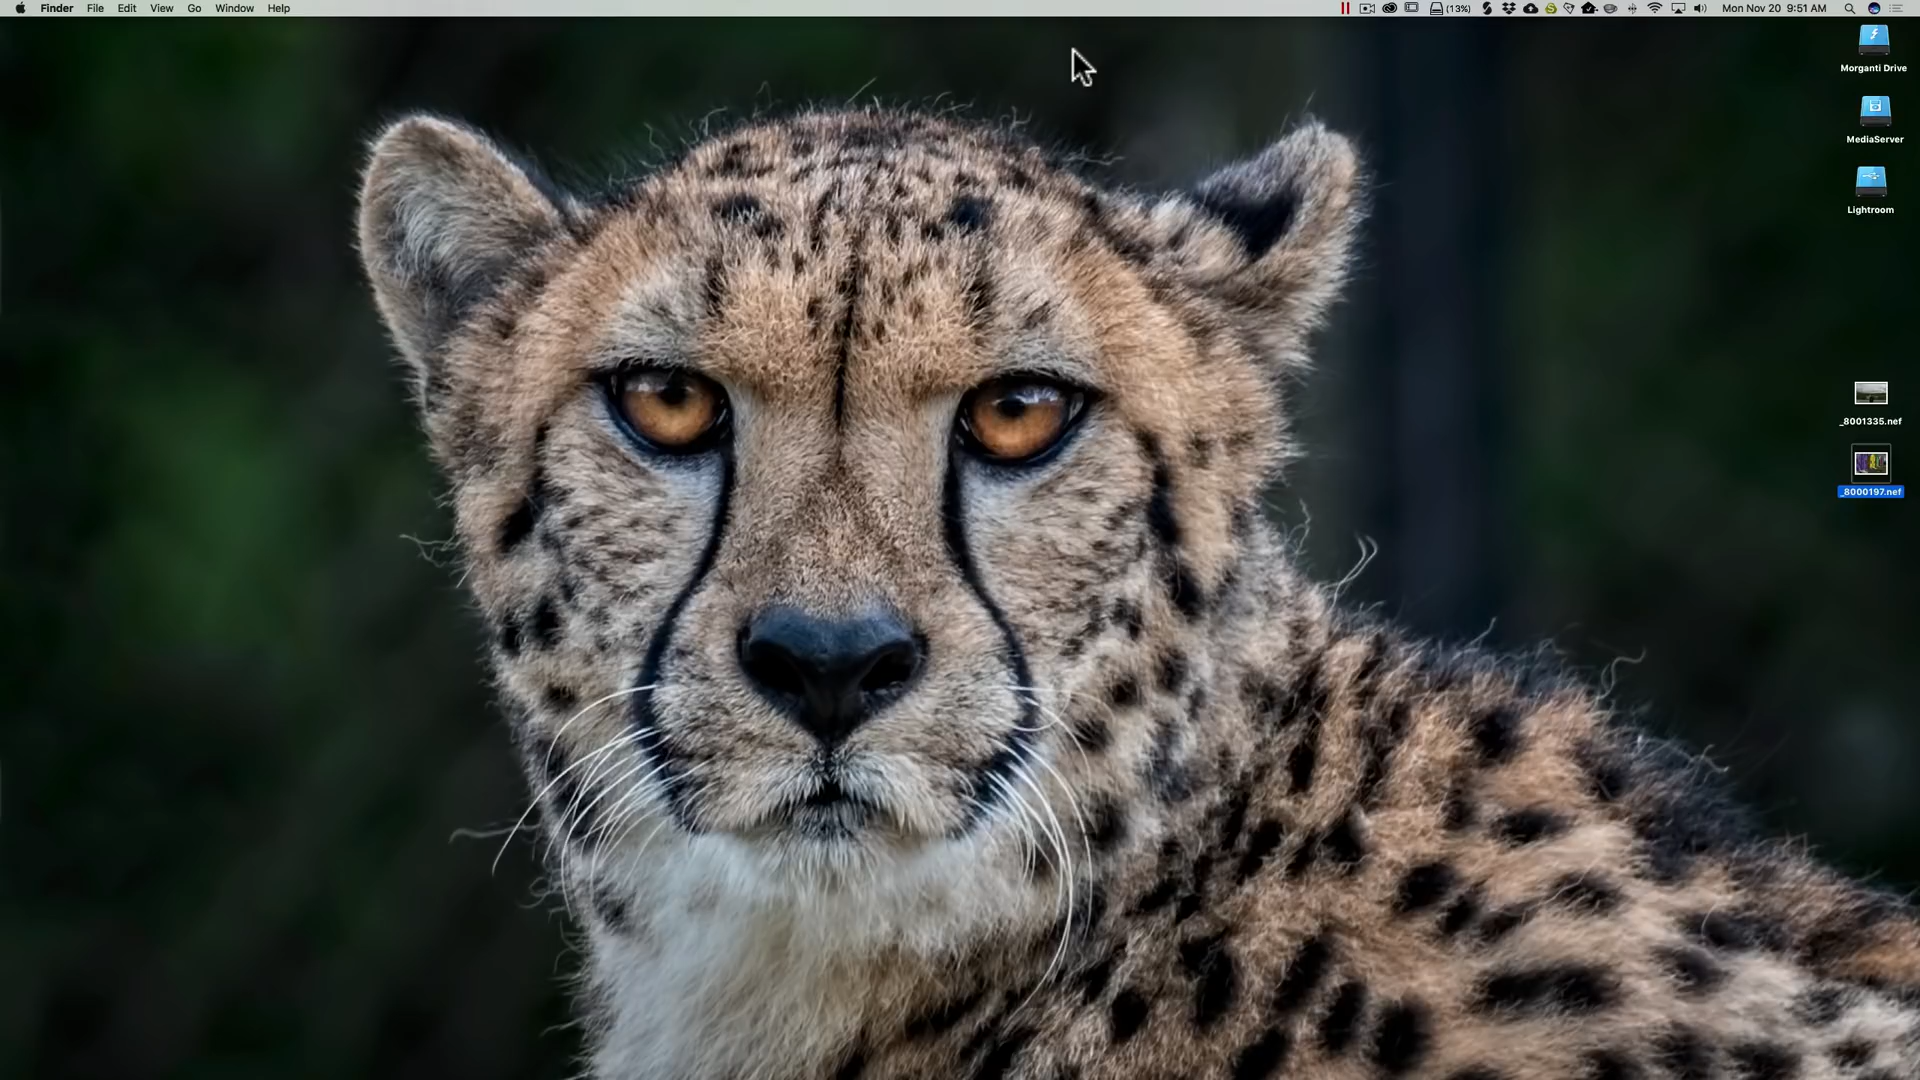 Finder File Edit View Go Window Help (13%) Mon Nov 20 9:51 AM
Morganti Drive
MediaServer
Lightroom
_8001335.nef
_8000197.nef